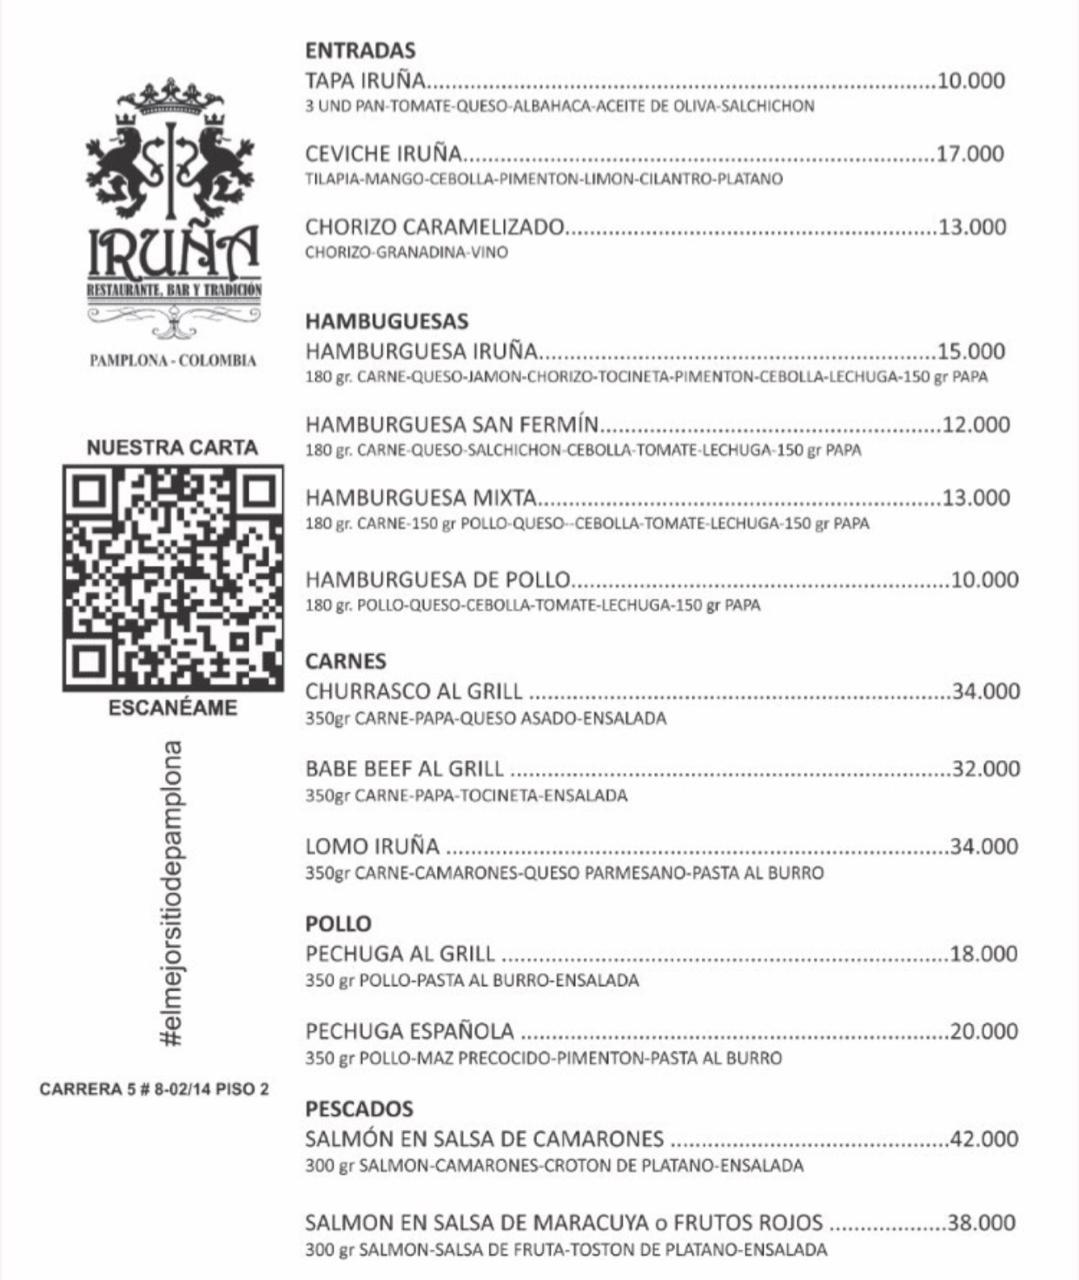 IRUÑA
RESTAURANTE, BAR Y TRADICIÓN
PAMPLONA - COLOMBIA
NUESTRA CARTA
ESCANÉAME
#elmejorsitiodepamplona
CARRERA 5 # 8-02/14 PISO 2
ENTRADAS
TAPA IRUÑA..........10.000
3 UND PAN-TOMATE-QUESO-ALBAHACA-ACEITE DE OLIVA-SALCHICHON
CEVICHE IRUÑA..........17.000
TILAPIA-MANGO-CEBOLLA-PIMENTON-LIMON-CILANTRO-PLATANO
CHORIZO CARAMELIZADO..........13.000
CHORIZO-GRANADINA-VINO
HAMBUGUESAS
HAMBURGUESA IRUÑA..........15.000
180 gr. CARNE-QUESO-JAMON-CHORIZO-TOCINETA-PIMENTON-CEBOLLA-LECHUGA-150 gr PAPA
HAMBURGUESA SAN FERMÍN..........12.000
180 gr. CARNE-QUESO-SALCHICHON-CEBOLLA-TOMATE-LECHUGA-150 gr PAPA
HAMBURGUESA MIXTA..........13.000
180 gr. CARNE-150 gr POLLO-QUESO--CEBOLLA-TOMATE-LECHUGA-150 gr PAPA
HAMBURGUESA DE POLLO..........10.000
180 gr. POLLO-QUESO-CEBOLLA-TOMATE-LECHUGA-150 gr PAPA
CARNES
CHURRASCO AL GRILL ..........34.000
350gr CARNE-PAPA-QUESO ASADO-ENSALADA
BABE BEEF AL GRILL ..........32.000
350gr CARNE-PAPA-TOCINETA-ENSALADA
LOMO IRUÑA ..........34.000
350gr CARNE-CAMARONES-QUESO PARMESANO-PASTA AL BURRO
POLLO
PECHUGA AL GRILL ..........18.000
350 gr POLLO-PASTA AL BURRO-ENSALADA
PECHUGA ESPAÑOLA ..........20.000
350 gr POLLO-MAZ PRECOCIDO-PIMENTON-PASTA AL BURRO
PESCADOS
SALMÓN EN SALSA DE CAMARONES ..........42.000
300 gr SALMON-CAMARONES-CROTON DE PLATANO-ENSALADA
SALMON EN SALSA DE MARACUYA o FRUTOS ROJOS ..........38.000
300 gr SALMON-SALSA DE FRUTA-TOSTON DE PLATANO-ENSALADA